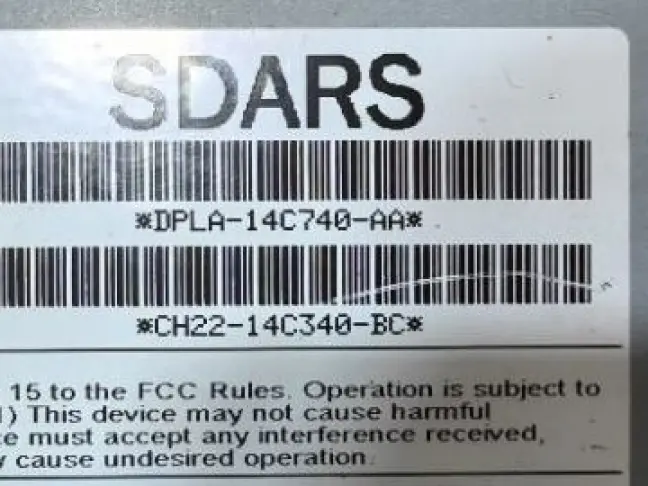 SDARS
*DPLA-14C740-AA*
*CH22-14C340-BC*
15 to the FCC Rules. Operation is subject to
1) This device may not cause harmful
must accept any interference received,
cause undesired operation.